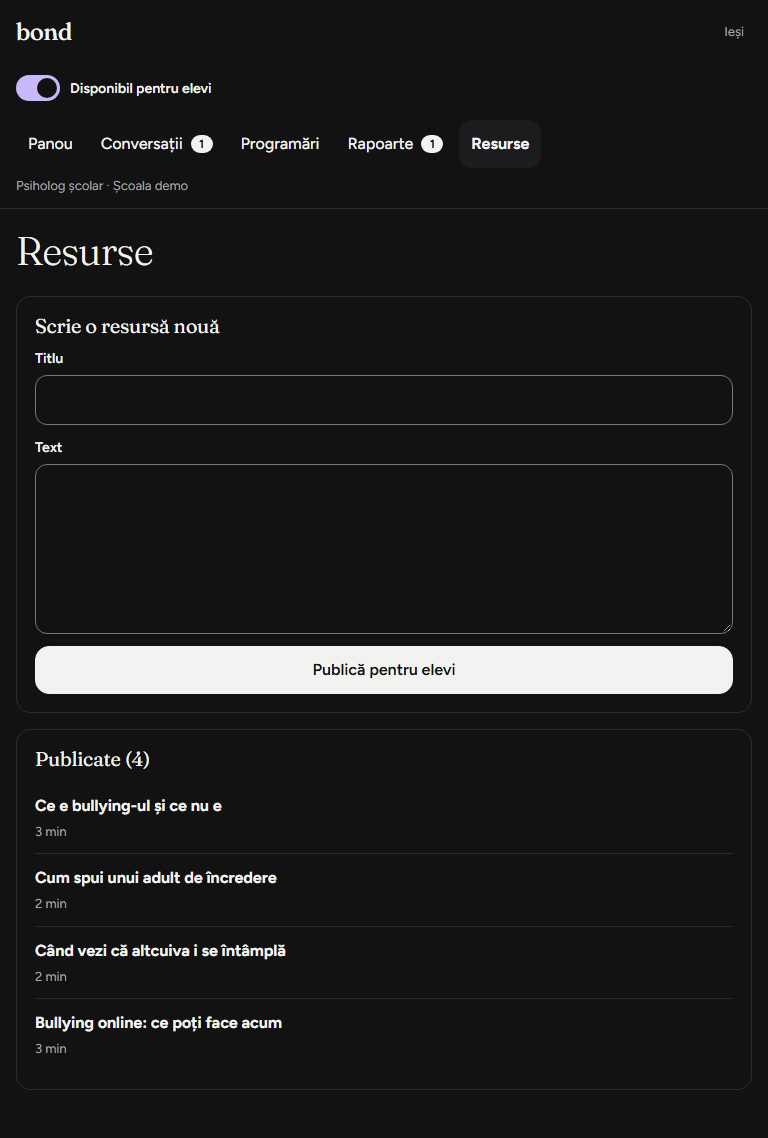 bond
Ieși
Disponibil pentru elevi
Panou Conversații 1 Programări Rapoarte 1 Resurse
Psiholog școlar · Școala demo
Resurse
Scrie o resursă nouă
Titlu
Text
Publică pentru elevi
Publicate (4)
Ce e bullying-ul și ce nu e
3 min
Cum spui unui adult de încredere
2 min
Când vezi că altcuiva i se întâmplă
2 min
Bullying online: ce poți face acum
3 min